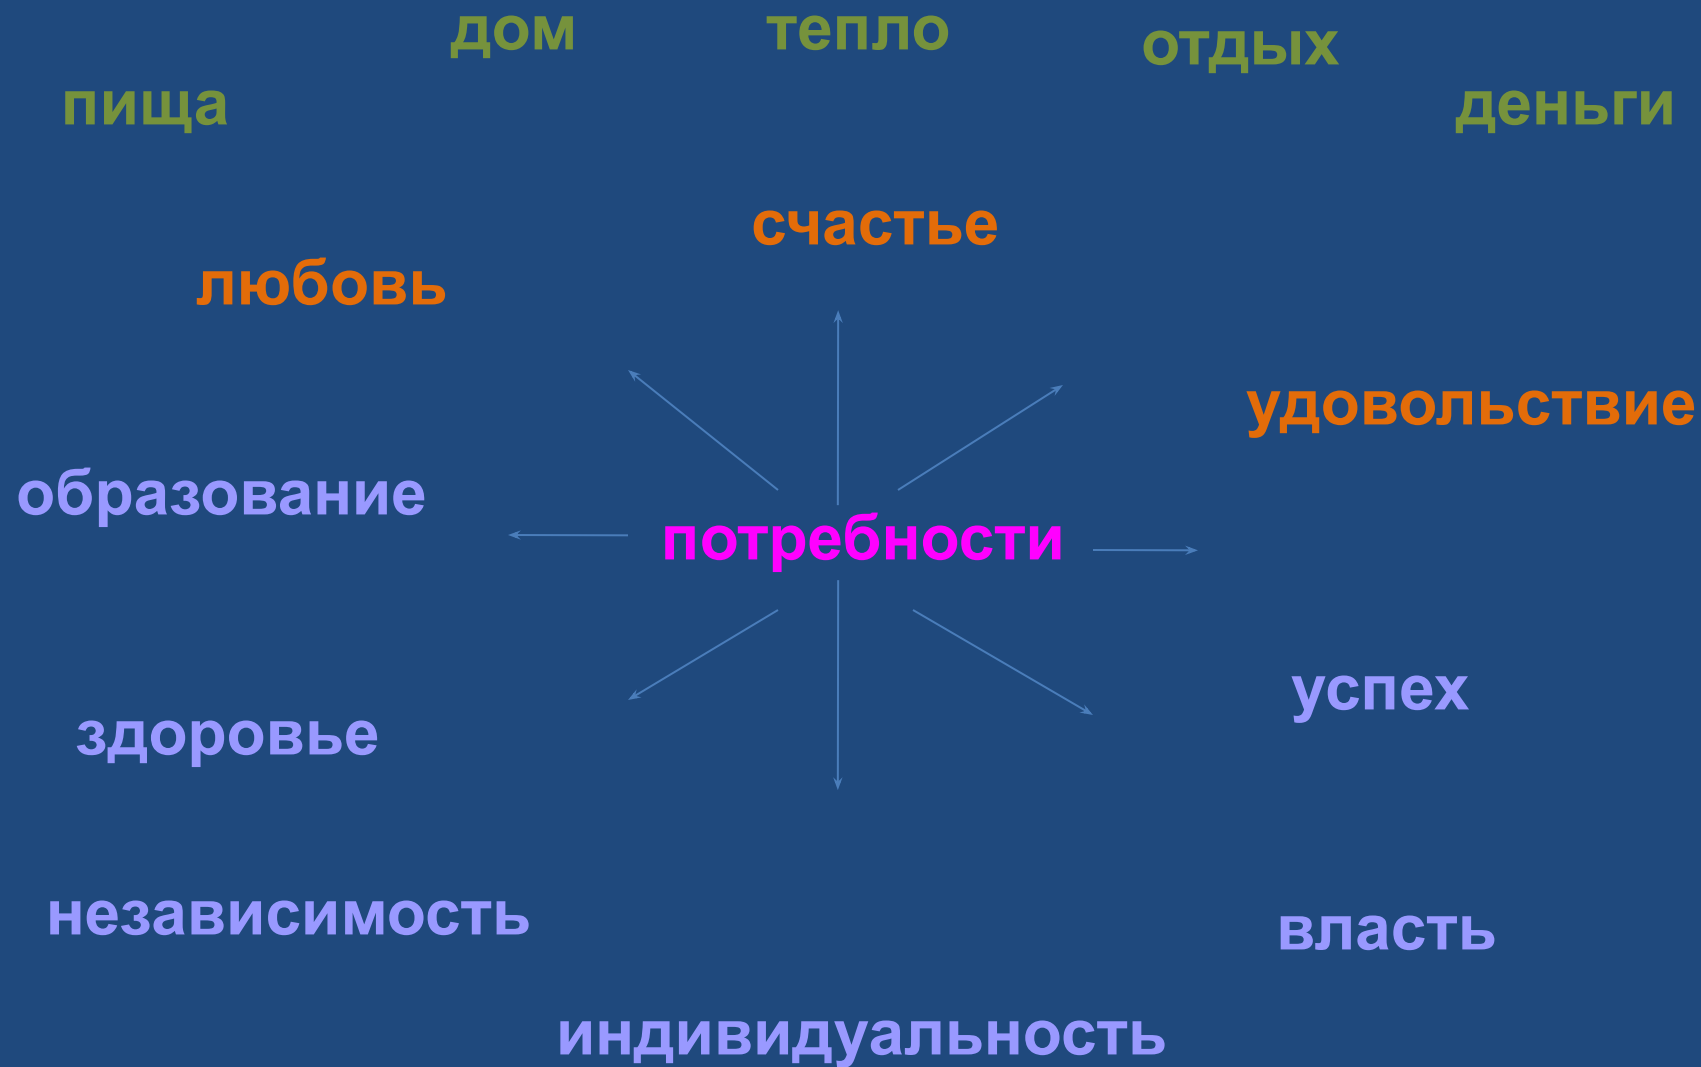 дом
тепло
отдых
пища
деньги
счастье
любовь
удовольствие
образование
потребности
успех
здоровье
независимость
власть
индивидуальность